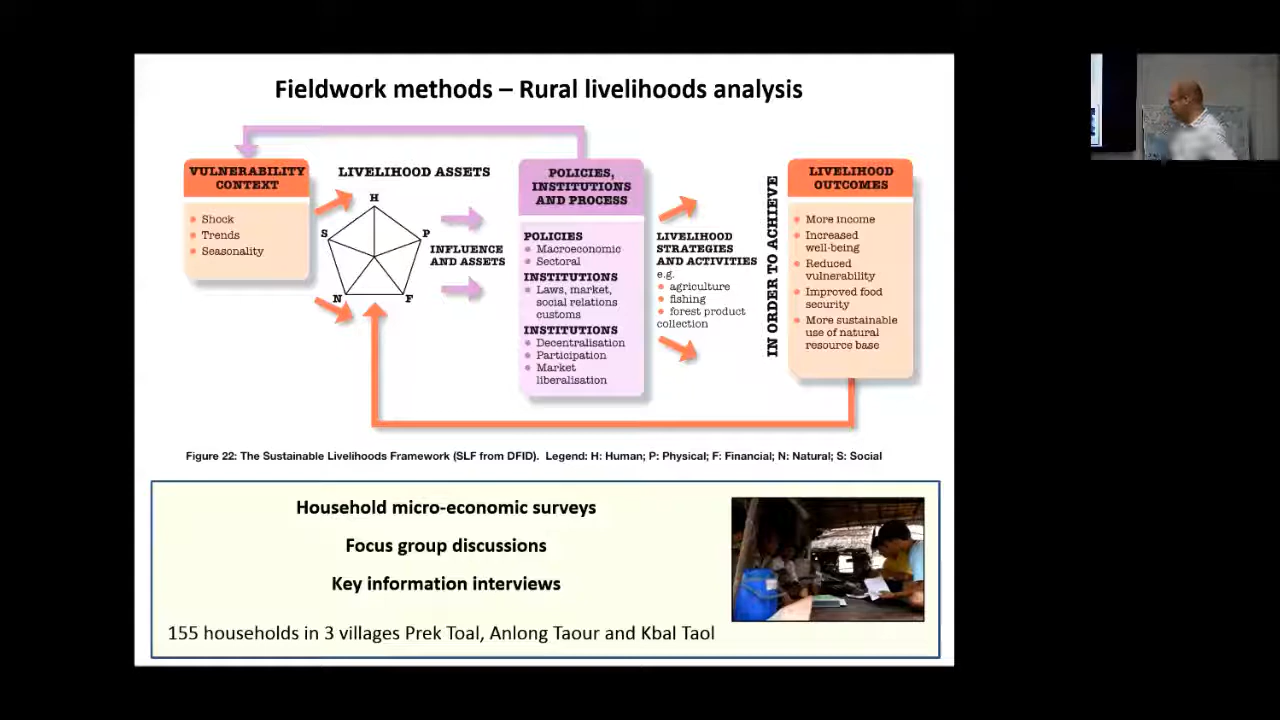 Fieldwork methods – Rural livelihoods analysis
VULNERABILITY
CONTEXT
Shock
Trends
Seasonality
LIVELIHOOD ASSETS
H
S
P
N
F
INFLUENCE
AND ASSETS
POLICIES,
INSTITUTIONS
AND PROCESS
POLICIES
Macroeconomic
Sectoral
INSTITUTIONS
Laws, market,
social relations
customs
INSTITUTIONS
Decentralisation
Participation
Market
liberalisation
LIVELIHOOD
STRATEGIES
AND ACTIVITIES
e.g.
agriculture
fishing
forest product
collection
IN ORDER TO ACHIEVE
LIVELIHOOD
OUTCOMES
More income
Increased
well-being
Reduced
vulnerability
Improved food
security
More sustainable
use of natural
resource base
Figure 22: The Sustainable Livelihoods Framework (SLF from DFID). Legend: H: Human; P: Physical; F: Financial; N: Natural; S: Social
Household micro-economic surveys
Focus group discussions
Key information interviews
155 households in 3 villages Prek Toal, Anlong Taour and Kbal Taol